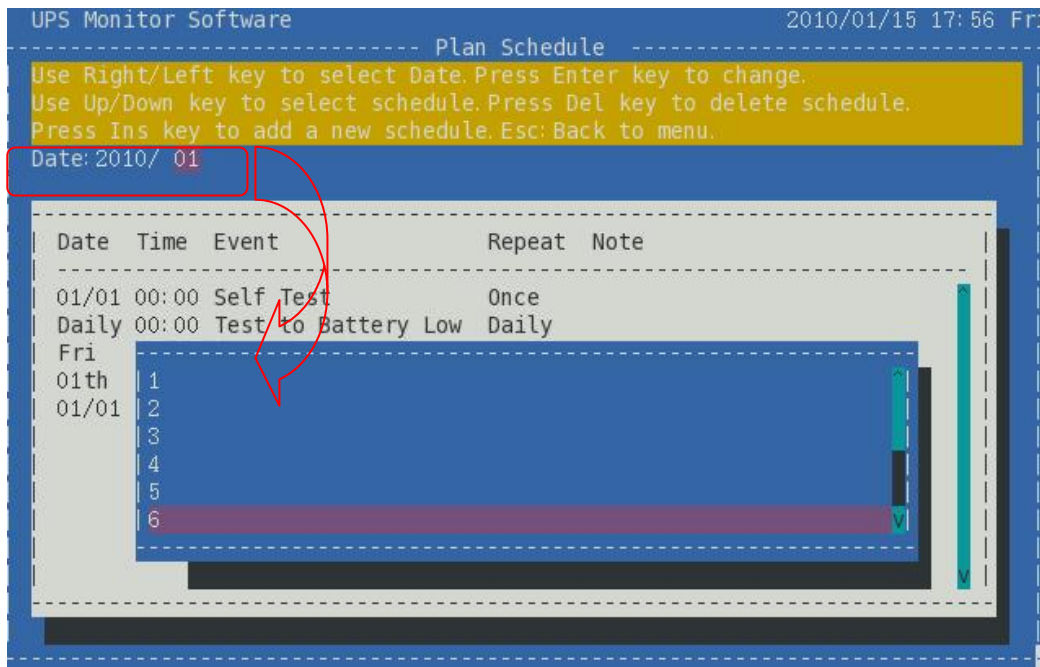 UPS Monitor Software 2010/01/15 17:56 Fri
Plan Schedule
Use Right/Left key to select Date.Press Enter key to change.
Use Up/Down key to select schedule.Press Del key to delete schedule.
Press Ins key to add a new schedule.Esc:Back to menu.
Date:2010/ 01
Date Time Event Repeat Note
01/01 00:00 Self Test Once
Daily 00:00 Test to Battery Low Daily
Fri
01th
01/01
1
2
3
4
5
6